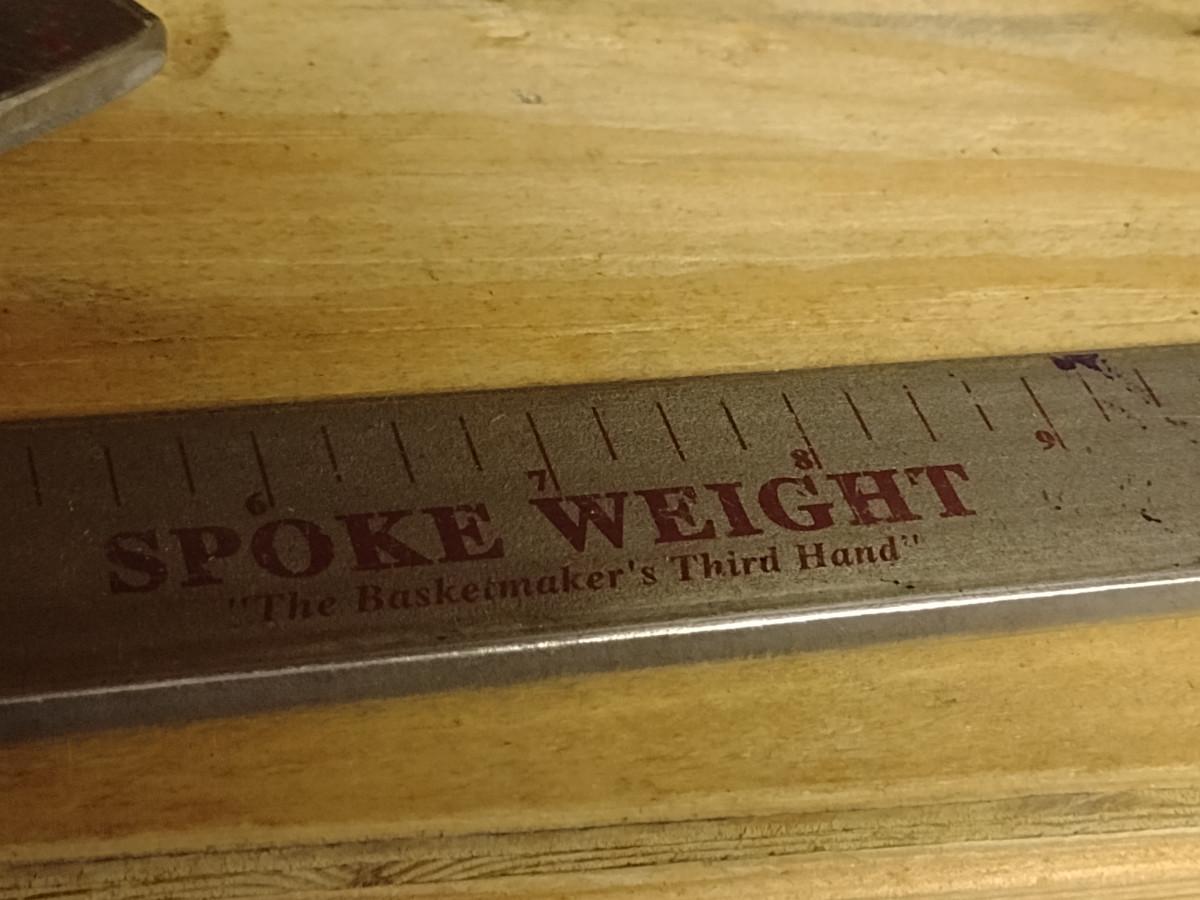 6 7 8 9
SPOKE WEIGHT
"The Basketmaker's Third Hand"